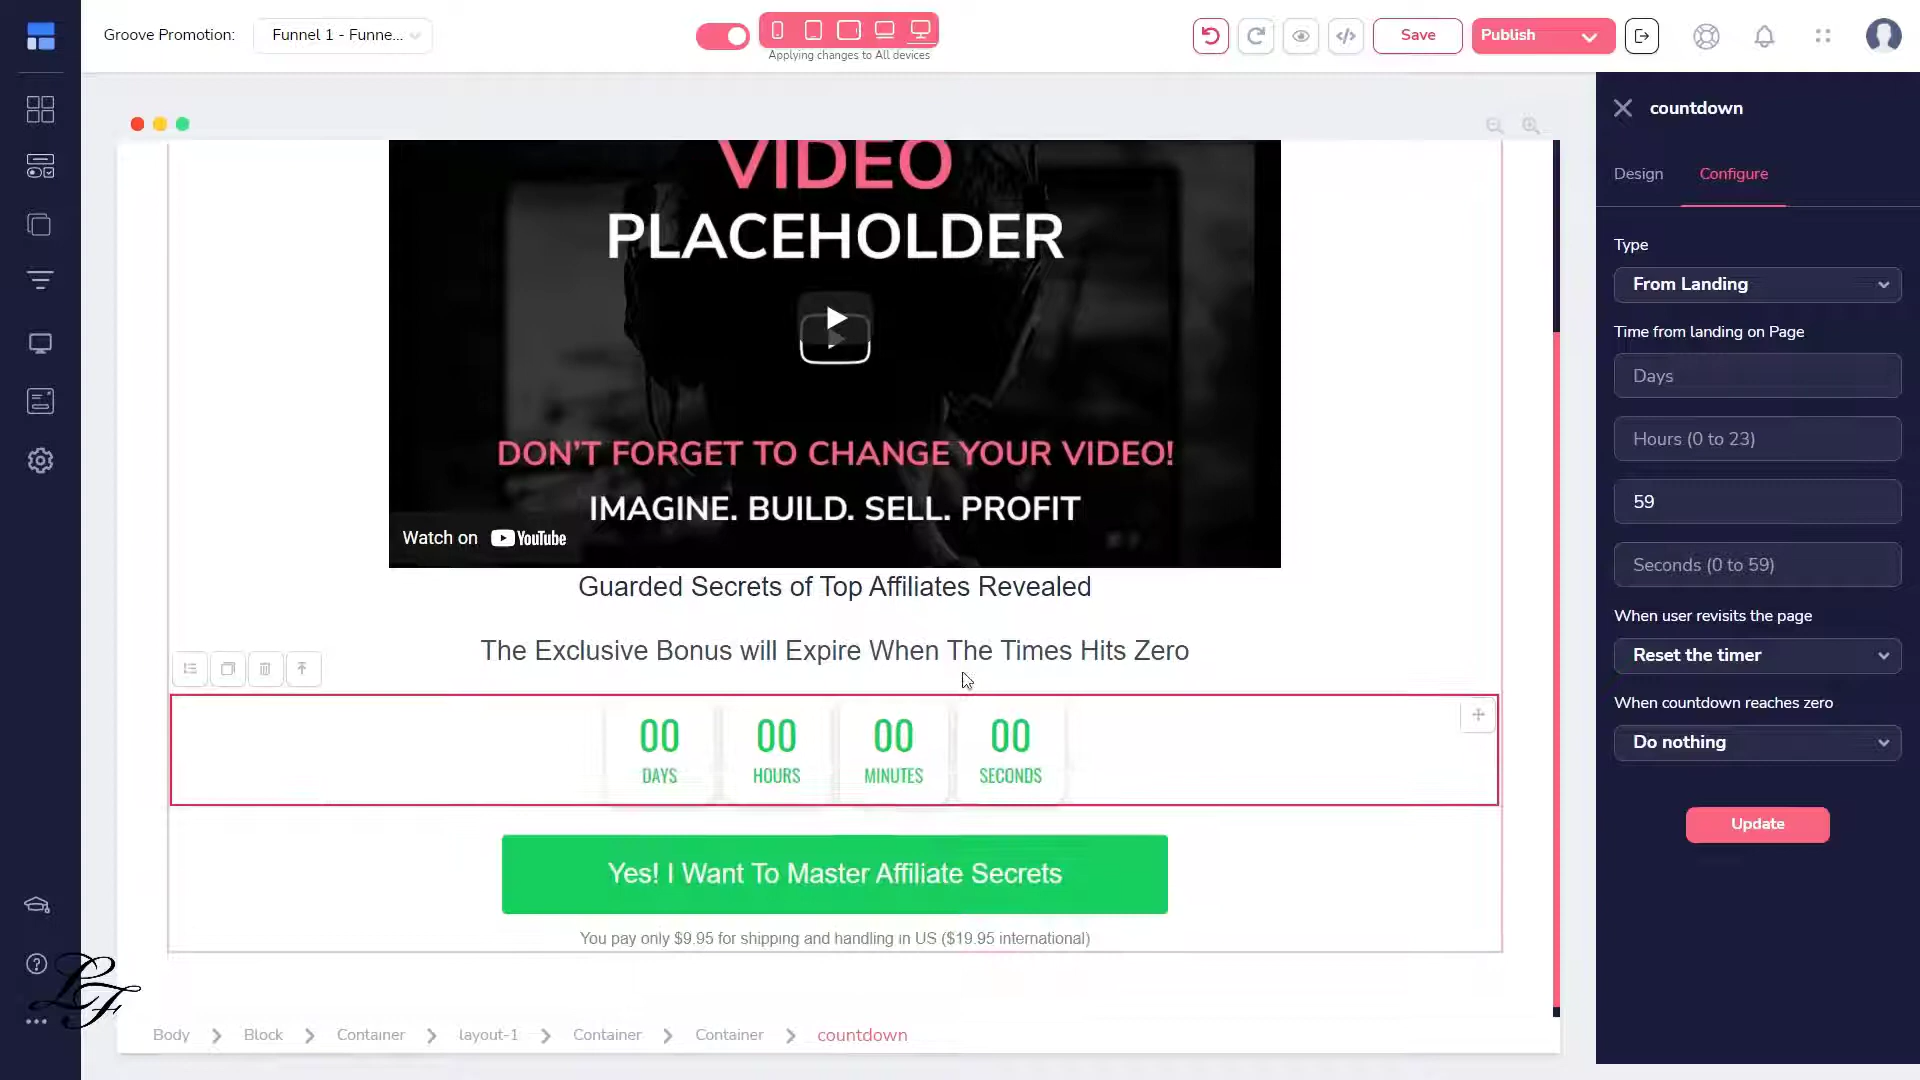 Groove Promotion:
Funnel 1 - Funne...
Applying changes to All devices
Save
Publish
countdown
Design
Configure
Type
From Landing
Time from landing on Page
Days
Hours (0 to 23)
59
Seconds (0 to 59)
When user revisits the page
Reset the timer
When countdown reaches zero
Do nothing
Update
VIDEO
PLACEHOLDER
DON'T FORGET TO CHANGE YOUR VIDEO!
IMAGINE. BUILD. SELL. PROFIT
Watch on YouTube
Guarded Secrets of Top Affiliates Revealed
The Exclusive Bonus will Expire When The Times Hits Zero
00 00 00 00
DAYS HOURS MINUTES SECONDS
Yes! I Want To Master Affiliate Secrets
You pay only $9.95 for shipping and handling in US ($19.95 international)
LF
Body Block Container layout-1 Container Container countdown